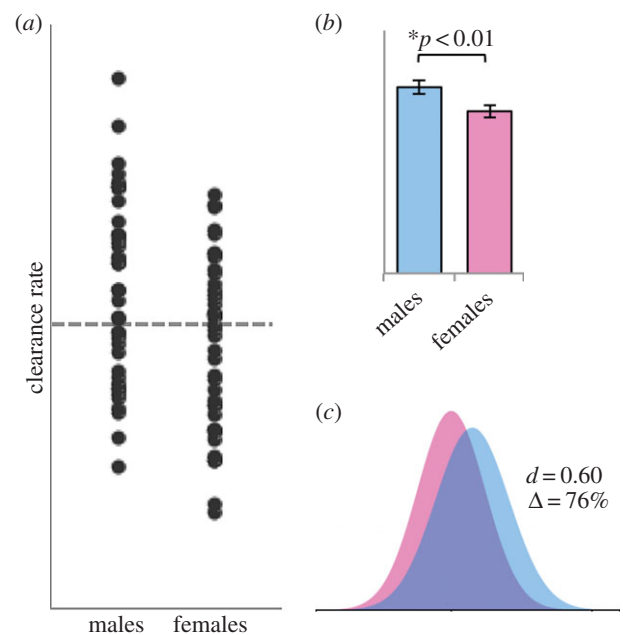 (a)
clearance rate
males females
(b)
*p < 0.01
males
females
(c)
d = 0.60
Δ = 76%